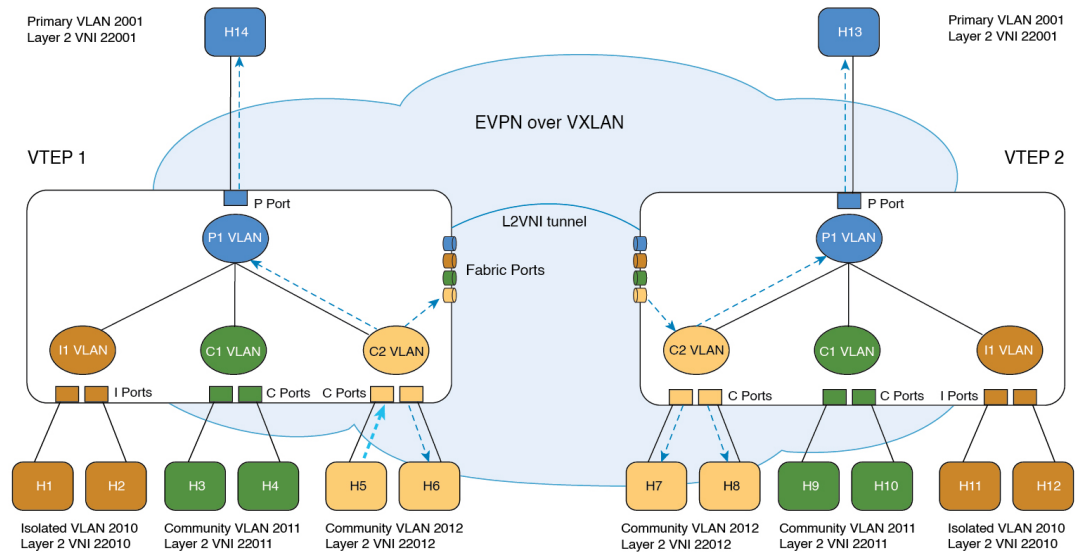 Primary VLAN 2001
Layer 2 VNI 22001
H14
H13
Primary VLAN 2001
Layer 2 VNI 22001
EVPN over VXLAN
VTEP 1
VTEP 2
P Port
P Port
P1 VLAN
L2VNI tunnel
P1 VLAN
Fabric Ports
I1 VLAN
C1 VLAN
C2 VLAN
C2 VLAN
C1 VLAN
I1 VLAN
I Ports
C Ports
C Ports
C Ports
C Ports
I Ports
H1
H2
H3
H4
H5
H6
H7
H8
H9
H10
H11
H12
Isolated VLAN 2010
Layer 2 VNI 22010
Community VLAN 2011
Layer 2 VNI 22011
Community VLAN 2012
Layer 2 VNI 22012
Community VLAN 2012
Layer 2 VNI 22012
Community VLAN 2011
Layer 2 VNI 22011
Isolated VLAN 2010
Layer 2 VNI 22010